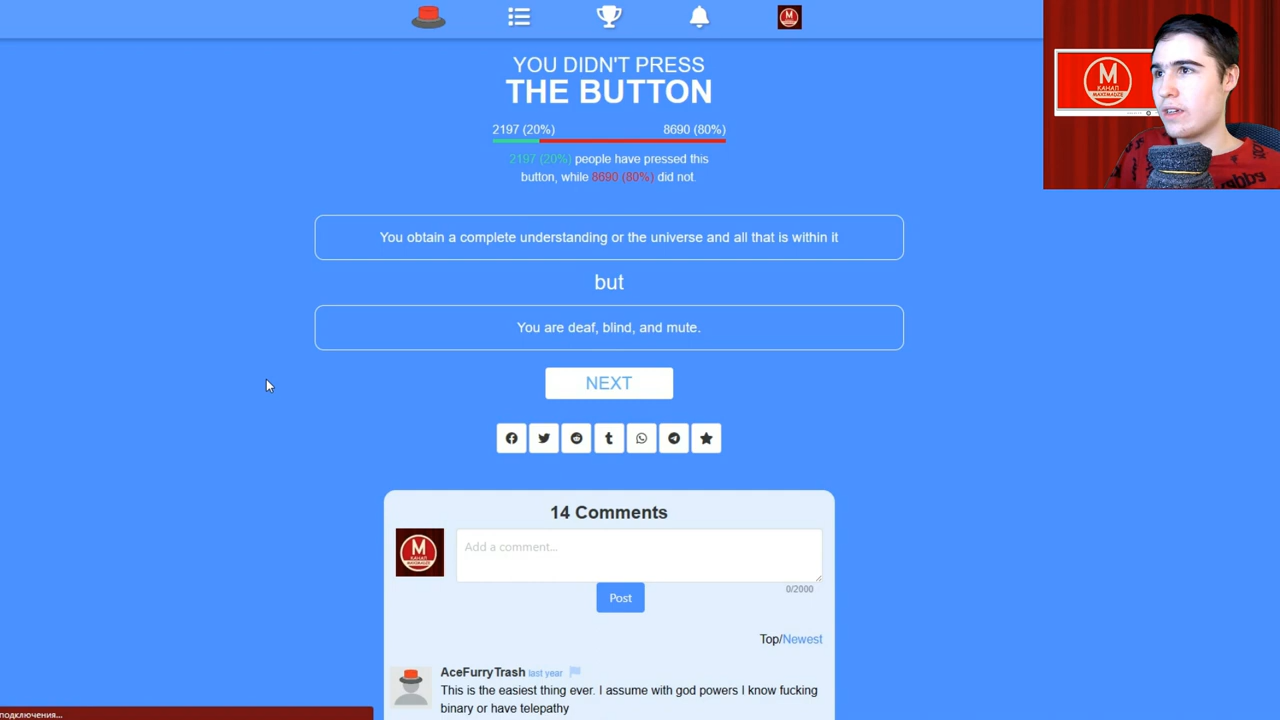 YOU DIDN'T PRESS
THE BUTTON
2197 (20%) 8690 (80%)
2197 (20%) people have pressed this
button, while 8690 (80%) did not.
You obtain a complete understanding or the universe and all that is within it
but
You are deaf, blind, and mute.
NEXT
14 Comments
Add a comment...
0/2000
Post
Top/Newest
AceFurryTrash last year
This is the easiest thing ever. I assume with god powers I know fucking
binary or have telepathy
подключения...
M
КАНАЛ
М
КАНАЛ